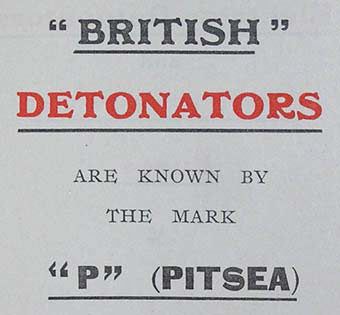 “BRITISH”
DETONATORS
ARE KNOWN BY
THE MARK
“P” (PITSEA)